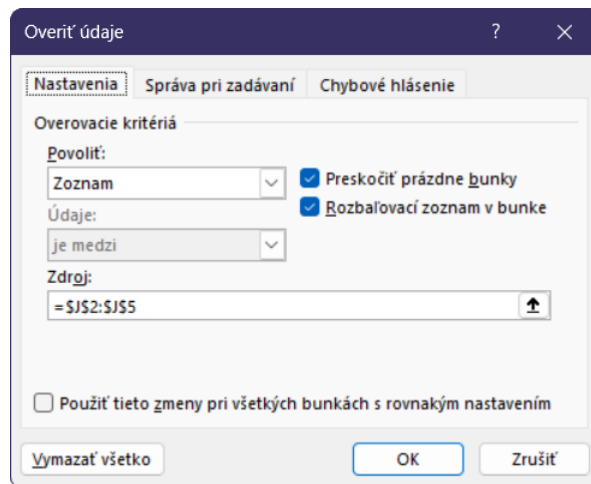 Overiť údaje ?
Nastavenia Správa pri zadávaní Chybové hlásenie
Overovacie kritériá
Povoliť:
Zoznam
Preskočiť prázdne bunky
Rozbaľovací zoznam v bunke
Údaje:
je medzi
Zdroj:
=$J$2:$J$5
Použiť tieto zmeny pri všetkých bunkách s rovnakým nastavením
Vymazať všetko OK Zrušiť